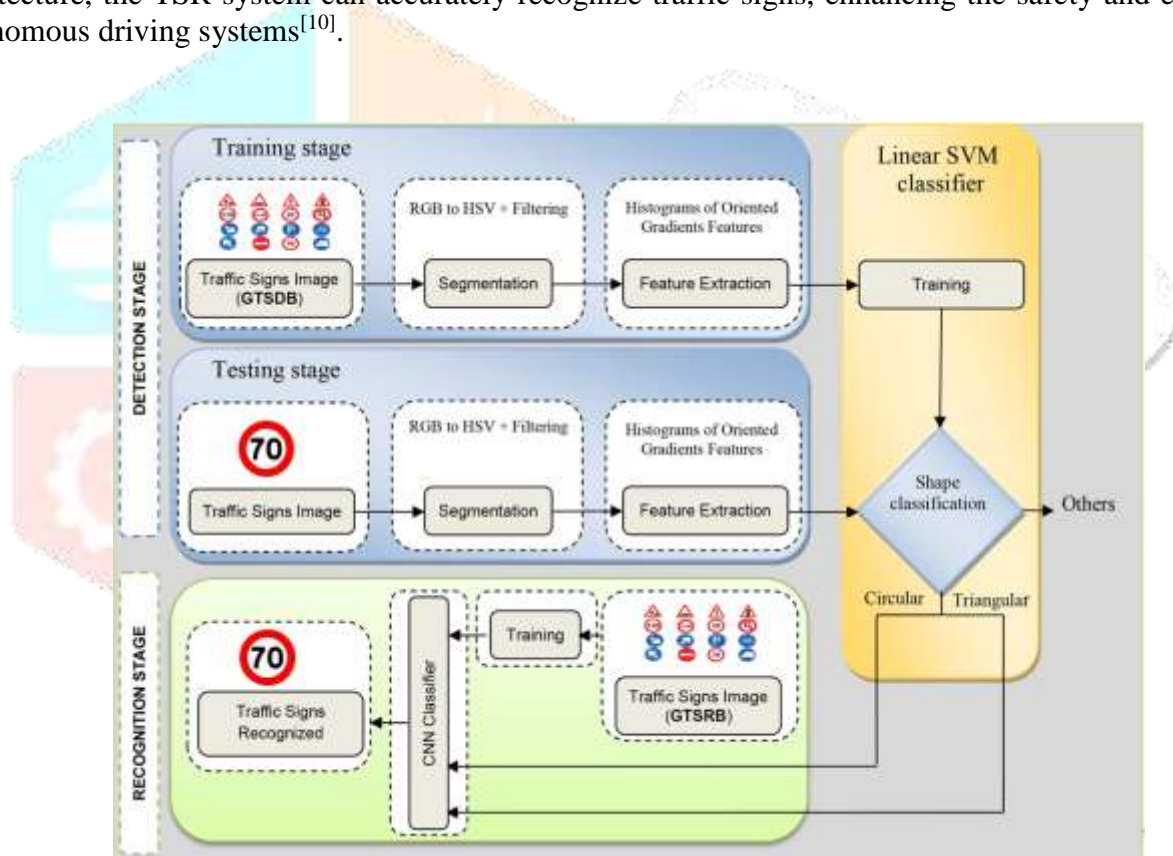 tecture, the TSR system can accurately recognize traffic signs, enhancing the safety and
nomous driving systems[10].
Training stage
Linear SVM
classifier
RGB to HSV + Filtering
Histograms of Oriented
Gradients Features
Traffic Signs Image
(GTSDB)
Segmentation
Feature Extraction
Training
DETECTION STAGE
Testing stage
RGB to HSV + Filtering
Histograms of Oriented
Gradients Features
70
Traffic Signs Image
Segmentation
Feature Extraction
Shape
classification
Others
Circular
Triangular
RECOGNITION STAGE
70
Traffic Signs
Recognized
CNN Classifier
Training
Traffic Signs Image
(GTSRB)